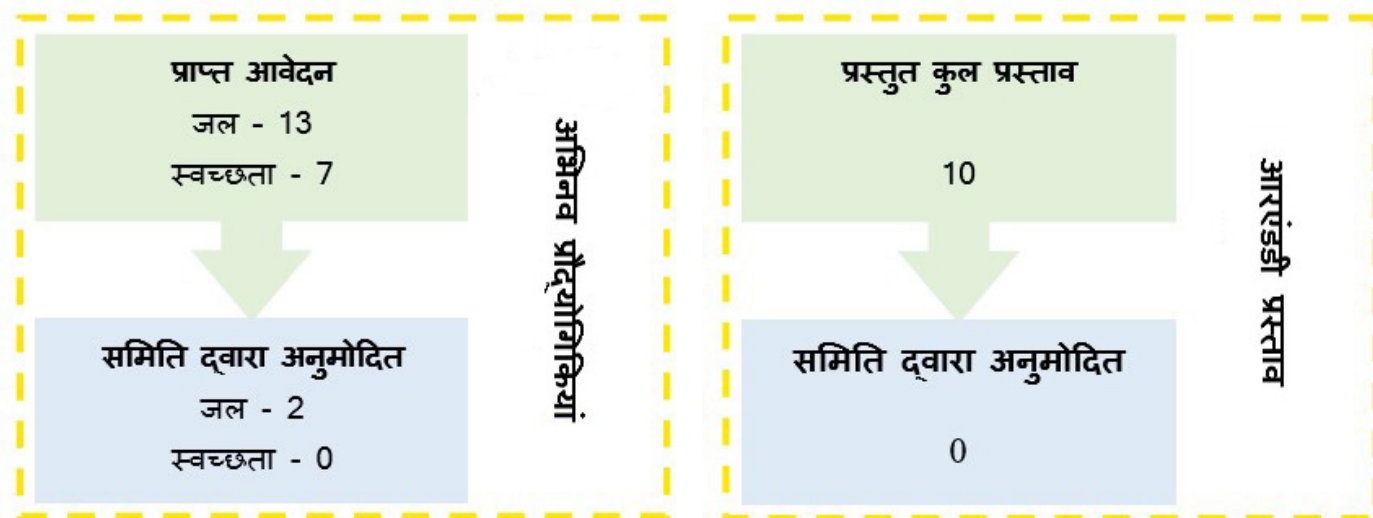 प्राप्त आवेदन
जल - 13
स्वच्छता - 7
समिति द्वारा अनुमोदित
जल - 2
स्वच्छता - 0
अभिनव प्रौद्योगिकियां
प्रस्तुत कुल प्रस्ताव
10
समिति द्वारा अनुमोदित
0
आरएंडडी प्रस्ताव